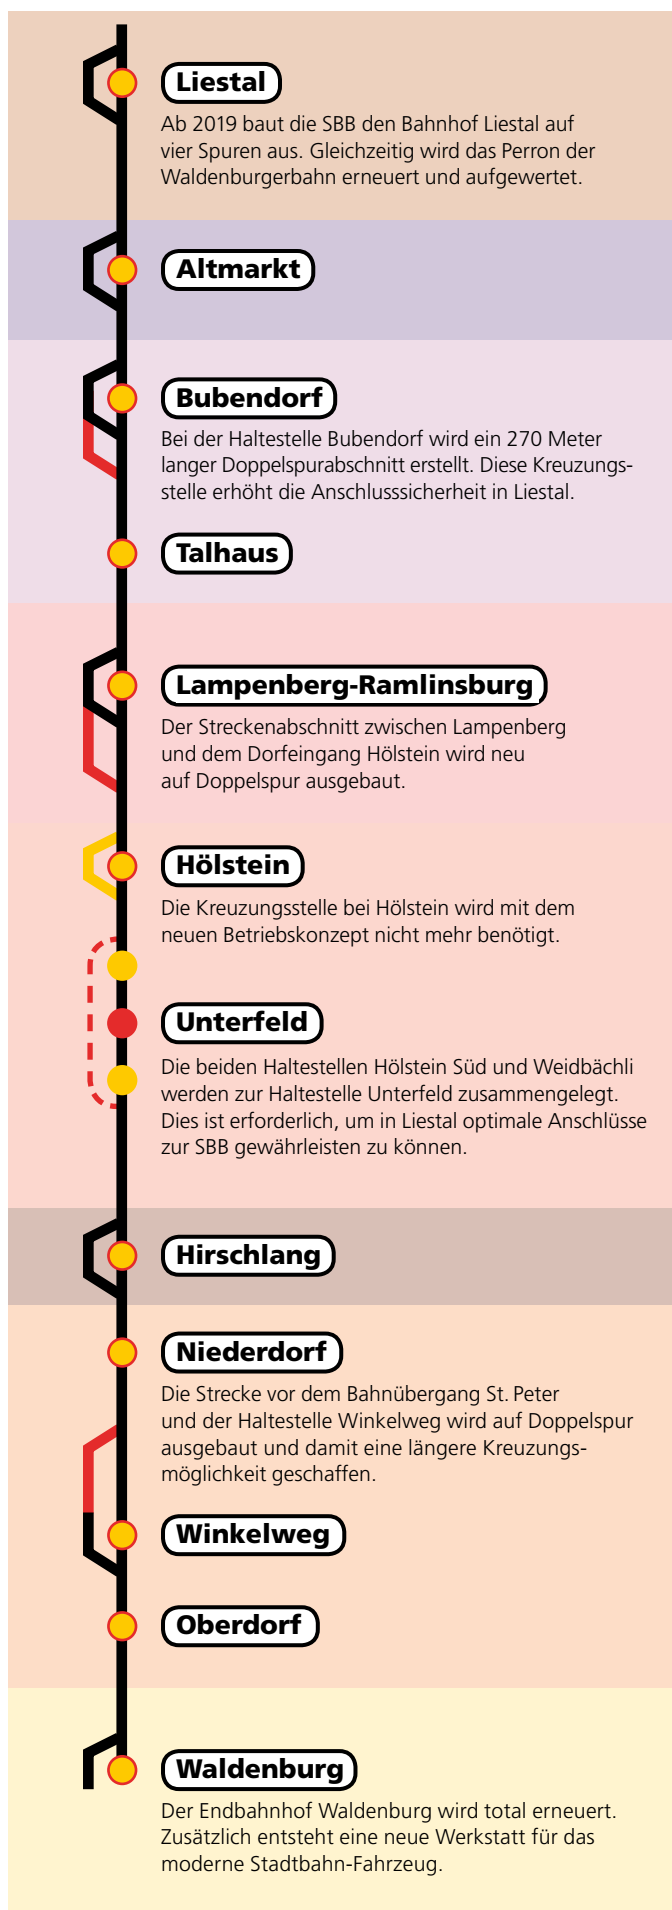 Liestal
Ab 2019 baut die SBB den Bahnhof Liestal auf
vier Spuren aus. Gleichzeitig wird das Perron der
Waldenburgerbahn erneuert und aufgewertet.
Altmarkt
Bubendorf
Bei der Haltestelle Bubendorf wird ein 270 Meter
langer Doppelspurabschnitt erstellt. Diese Kreuzungs-
stelle erhöht die Anschlusssicherheit in Liestal.
Talhaus
Lampenberg-Ramlinsburg
Der Streckenabschnitt zwischen Lampenberg
und dem Dorfeingang Hölstein wird neu
auf Doppelspur ausgebaut.
Hölstein
Die Kreuzungsstelle bei Hölstein wird mit dem
neuen Betriebskonzept nicht mehr benötigt.
Unterfeld
Die beiden Haltestellen Hölstein Süd und Weidbächli
werden zur Haltestelle Unterfeld zusammengelegt.
Dies ist erforderlich, um in Liestal optimale Anschlüsse
zur SBB gewährleisten zu können.
Hirschlang
Niederdorf
Die Strecke vor dem Bahnübergang St. Peter
und der Haltestelle Winkelweg wird auf Doppelspur
ausgebaut und damit eine längere Kreuzungs-
möglichkeit geschaffen.
Winkelweg
Oberdorf
Waldenburg
Der Endbahnhof Waldenburg wird total erneuert.
Zusätzlich entsteht eine neue Werkstatt für das
moderne Stadtbahn-Fahrzeug.